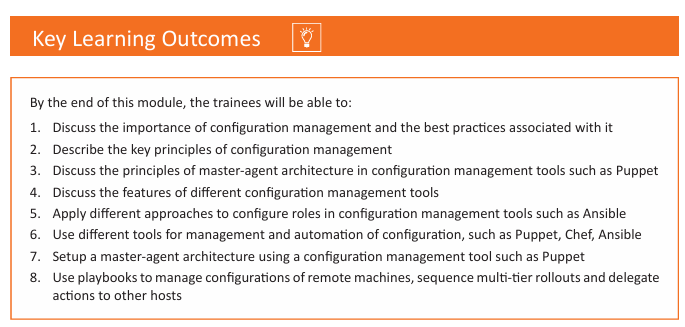 Key Learning Outcomes
By the end of this module, the trainees will be able to:
1. Discuss the importance of configuration management and the best practices associated with it
2. Describe the key principles of configuration management
3. Discuss the principles of master-agent architecture in configuration management tools such as Puppet
4. Discuss the features of different configuration management tools
5. Apply different approaches to configure roles in configuration management tools such as Ansible
6. Use different tools for management and automation of configuration, such as Puppet, Chef, Ansible
7. Setup a master-agent architecture using a configuration management tool such as Puppet
8. Use playbooks to manage configurations of remote machines, sequence multi-tier rollouts and delegate
actions to other hosts